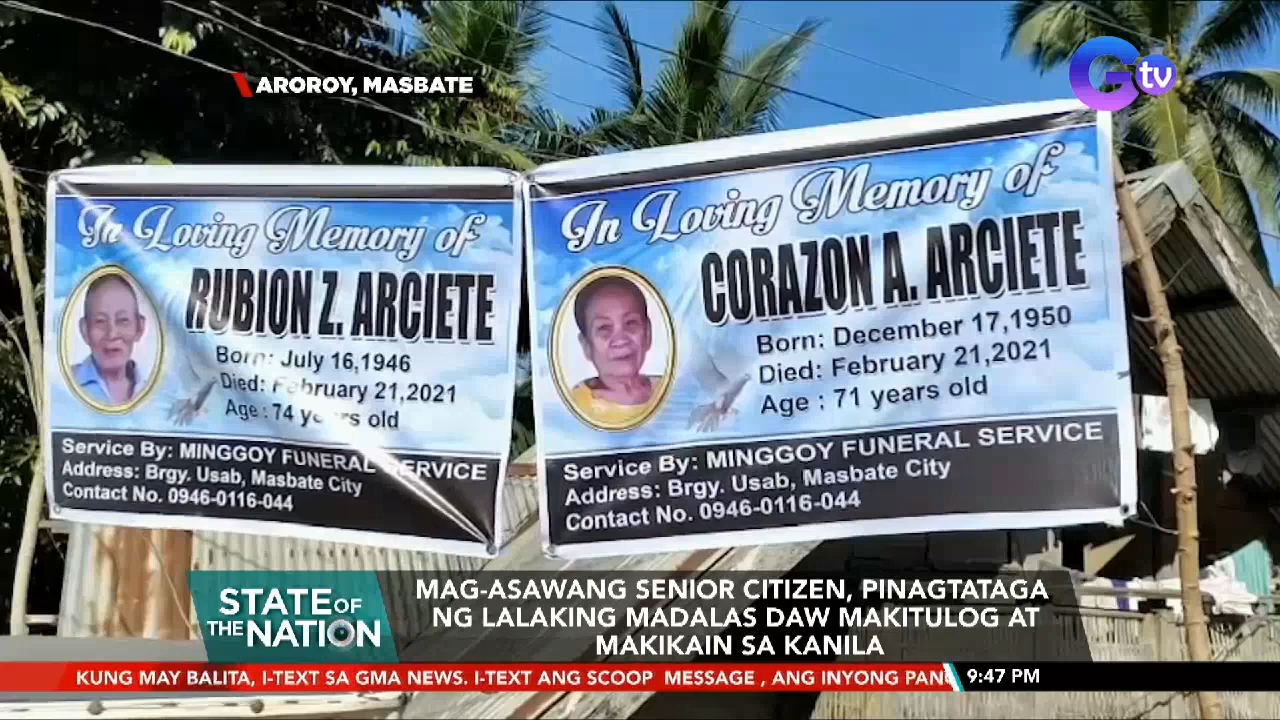 AROROY, MASBATE
Gtv
In Loving Memory of
RUBION Z. ARCIETE
Born: July 16,1946
Died: February 21,2021
Age : 74 years old
Service By: MINGGOY FUNERAL SERVICE
Address: Brgy. Usab, Masbate City
Contact No. 0946-0116-044
In Loving Memory of
CORAZON A. ARCIETE
Born: December 17,1950
Died: February 21,2021
Age : 71 years old
Service By: MINGGOY FUNERAL SERVICE
Address: Brgy. Usab, Masbate City
Contact No. 0946-0116-044
STATE OF
THE NATION
MAG-ASAWANG SENIOR CITIZEN, PINAGTATAGA
NG LALAKING MADALAS DAW MAKITULOG AT
MAKIKAIN SA KANILA
KUNG MAY BALITA, I-TEXT SA GMA NEWS. I-TEXT ANG SCOOP MESSAGE , ANG INYONG
9:47 PM